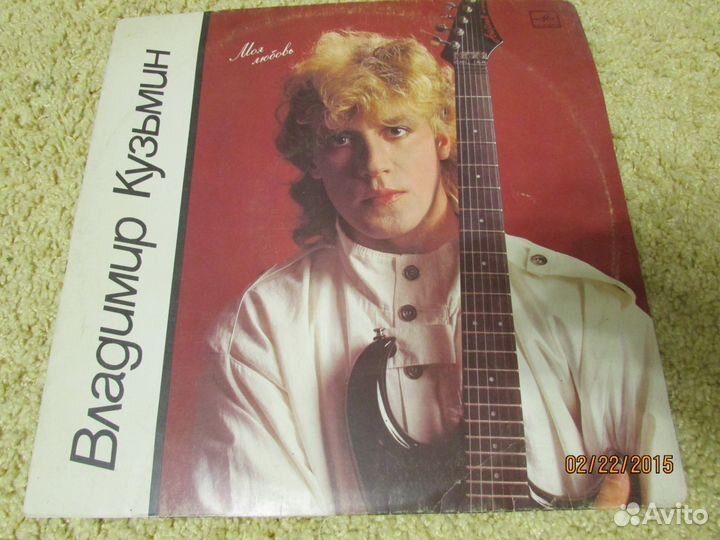 Владимир Кузьмин
Моя
любовь
02/22/2015
Avito